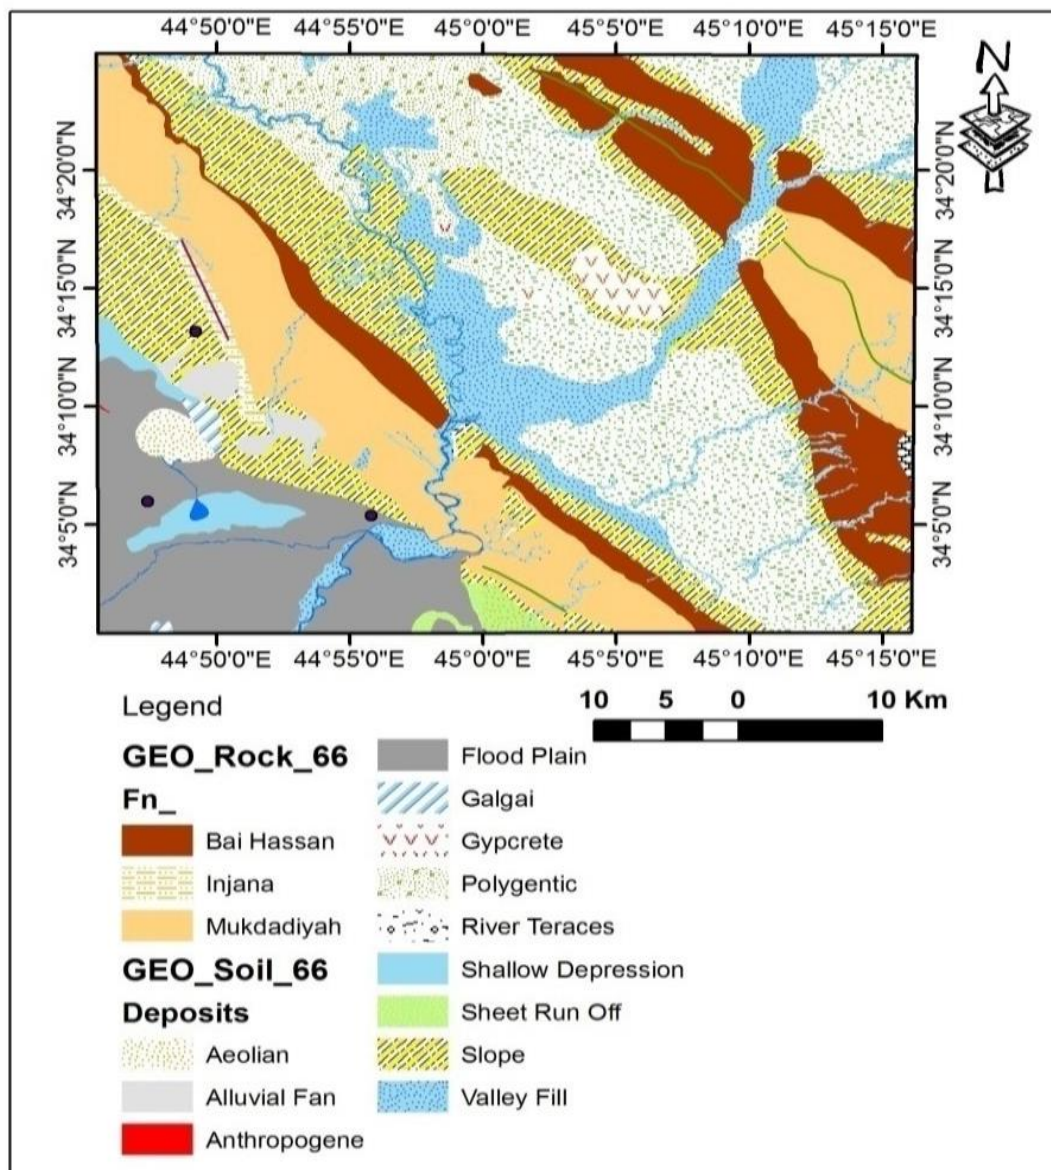 44°50'0"E 44°55'0"E 45°0'0"E 45°5'0"E 45°10'0"E 45°15'0"E
N
34°20'0"N
34°15'0"N
34°10'0"N
34°5'0"N
34°20'0"N
34°15'0"N
34°10'0"N
34°5'0"N
44°50'0"E 44°55'0"E 45°0'0"E 45°5'0"E 45°10'0"E 45°15'0"E
10 5 0 10 Km
Legend
GEO_Rock_66
Fn_
Bai Hassan
Injana
Mukdadiyah
GEO_Soil_66
Deposits
Aeolian
Alluvial Fan
Anthropogene
Flood Plain
Galgai
Gypcrete
Polygentic
River Teraces
Shallow Depression
Sheet Run Off
Slope
Valley Fill